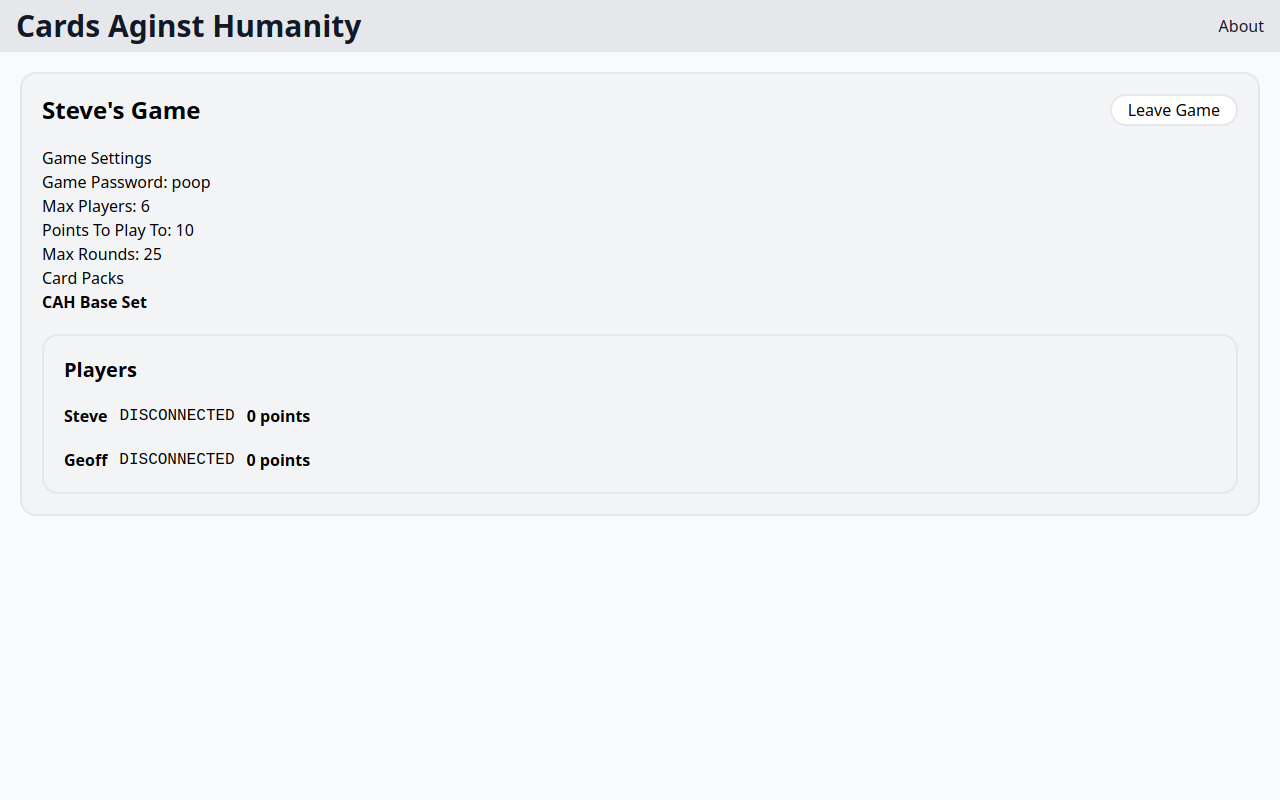 Cards Aginst Humanity
About
Steve's Game
Leave Game
Game Settings
Game Password: poop
Max Players: 6
Points To Play To: 10
Max Rounds: 25
Card Packs
CAH Base Set
Players
Steve DISCONNECTED 0 points
Geoff DISCONNECTED 0 points